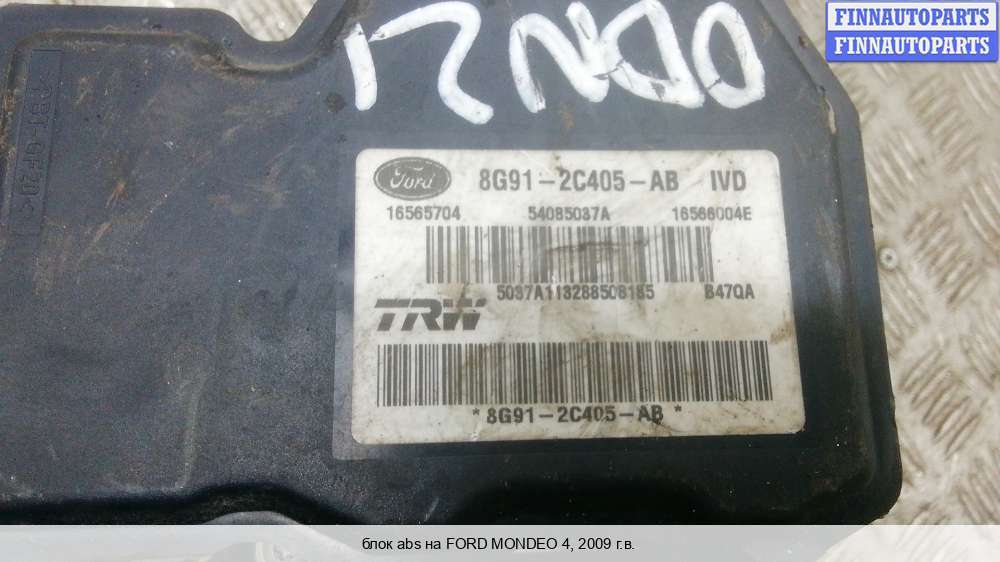 FINNAUTOPARTS
FINNAUTOPARTS
Ford
8G91-2C405-AB IVD
16565704 54085037A 16566004E
5037A113288508185 B47QA
TRW
* 8G91-2C405-AB *
блок abs на FORD MONDEO 4, 2009 г.в.